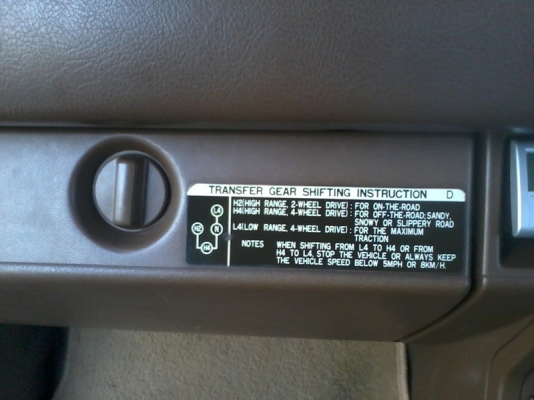 TRANSFER GEAR SHIFTING INSTRUCTION D
H2(HIGH RANGE, 2-WHEEL DRIVE) : FOR ON-THE-ROAD
H4(HIGH RANGE, 4-WHEEL DRIVE) : FOR OFF-THE-ROAD; SANDY,
SNOWY OR SLIPPERY ROAD
L4(LOW RANGE, 4-WHEEL DRIVE) : FOR THE MAXIMUM
TRACTION
NOTES WHEN SHIFTING FROM L4 TO H4 OR FROM
H4 TO L4, STOP THE VEHICLE OR ALWAYS KEEP
THE VEHICLE SPEED BELOW 5MPH OR 8KM/H.
L4
H2 N
H4